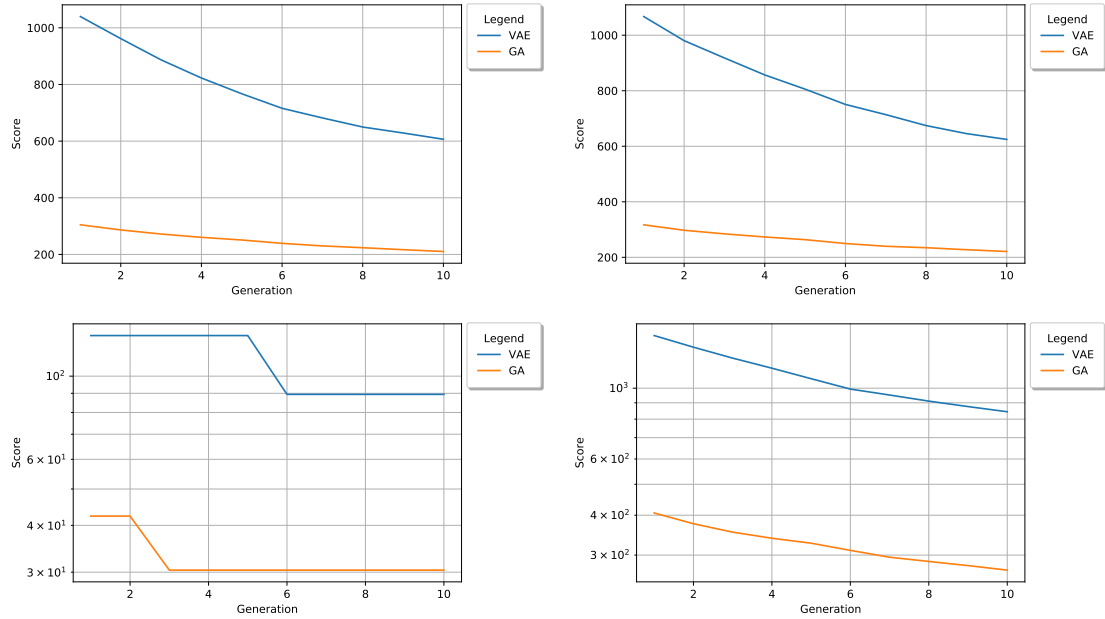 1000
800
600
400
200
2
4
6
8
10
Score
Generation
Legend
VAE
GA
1000
800
600
400
200
2
4
6
8
10
Score
Generation
Legend
VAE
GA
10²
6 × 10¹
4 × 10¹
3 × 10¹
2
4
6
8
10
Score
Generation
Legend
VAE
GA
10³
6 × 10²
4 × 10²
3 × 10²
2
4
6
8
10
Score
Generation
Legend
VAE
GA